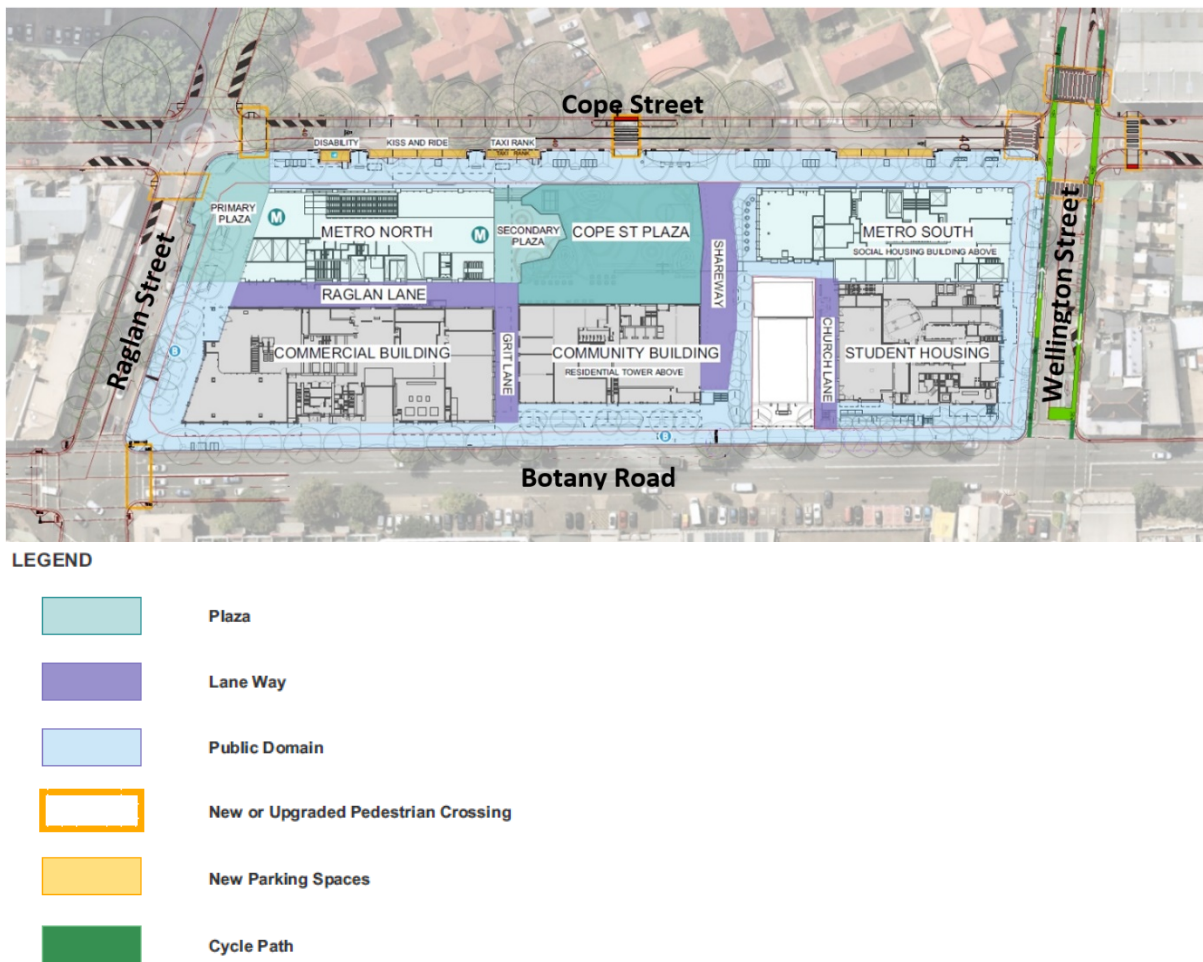 Cope Street
DISABILITY
KISS AND RIDE
TAXI RANK
TAXI RANK
40
PRIMARY
PLAZA
M
METRO NORTH
M
SECONDARY
PLAZA
COPE ST PLAZA
SHAREWAY
METRO SOUTH
SOCIAL HOUSING BUILDING ABOVE
Raglan Street
Wellington Street
RAGLAN LANE
COMMERCIAL BUILDING
GRIT LANE
COMMUNITY BUILDING
RESIDENTIAL TOWER ABOVE
CHURCH LANE
STUDENT HOUSING
B
B
Botany Road
LEGEND
Plaza
Lane Way
Public Domain
New or Upgraded Pedestrian Crossing
New Parking Spaces
Cycle Path